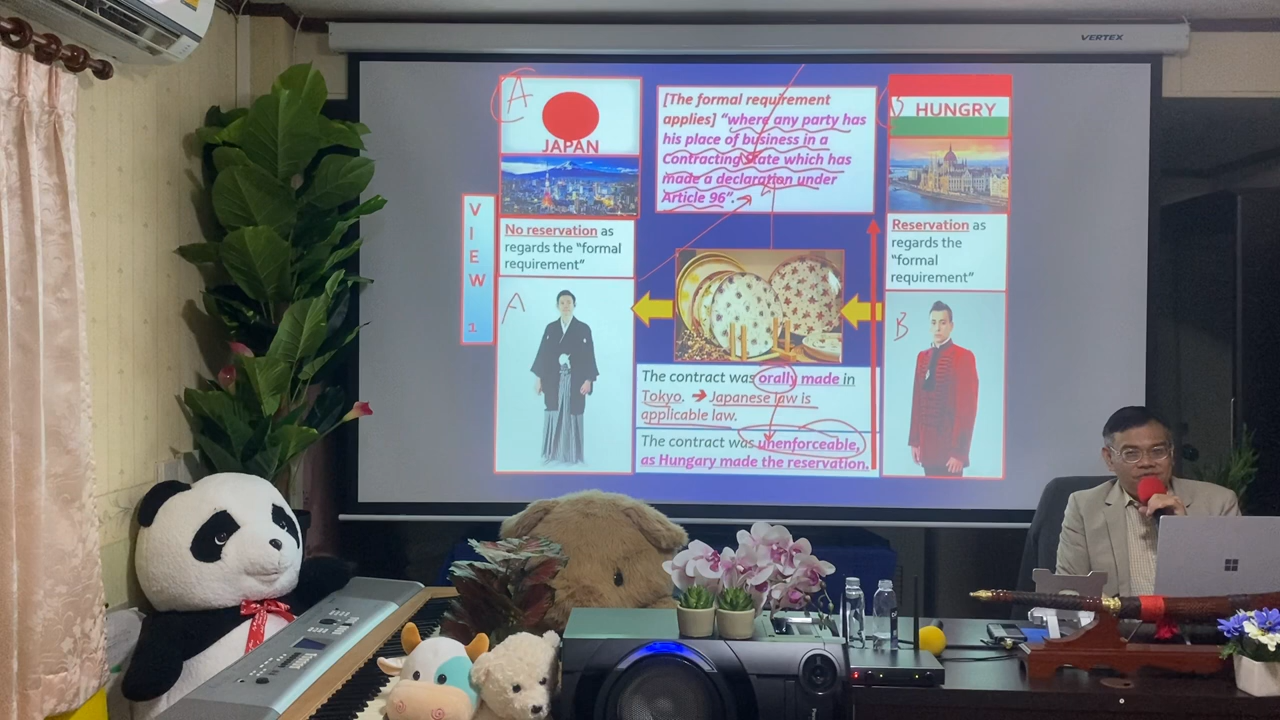 VERTEX
A
JAPAN
[The formal requirement
applies] “where any party has
his place of business in a
Contracting State which has
made a declaration under
Article 96”.
B
HUNGRY
VIEW 1
No reservation as
regards the “formal
requirement”
Reservation as
regards the
“formal
requirement”
A
B
The contract was orally made in
Tokyo. ➔ Japanese law is
applicable law.
The contract was unenforceable,
as Hungary made the reservation.